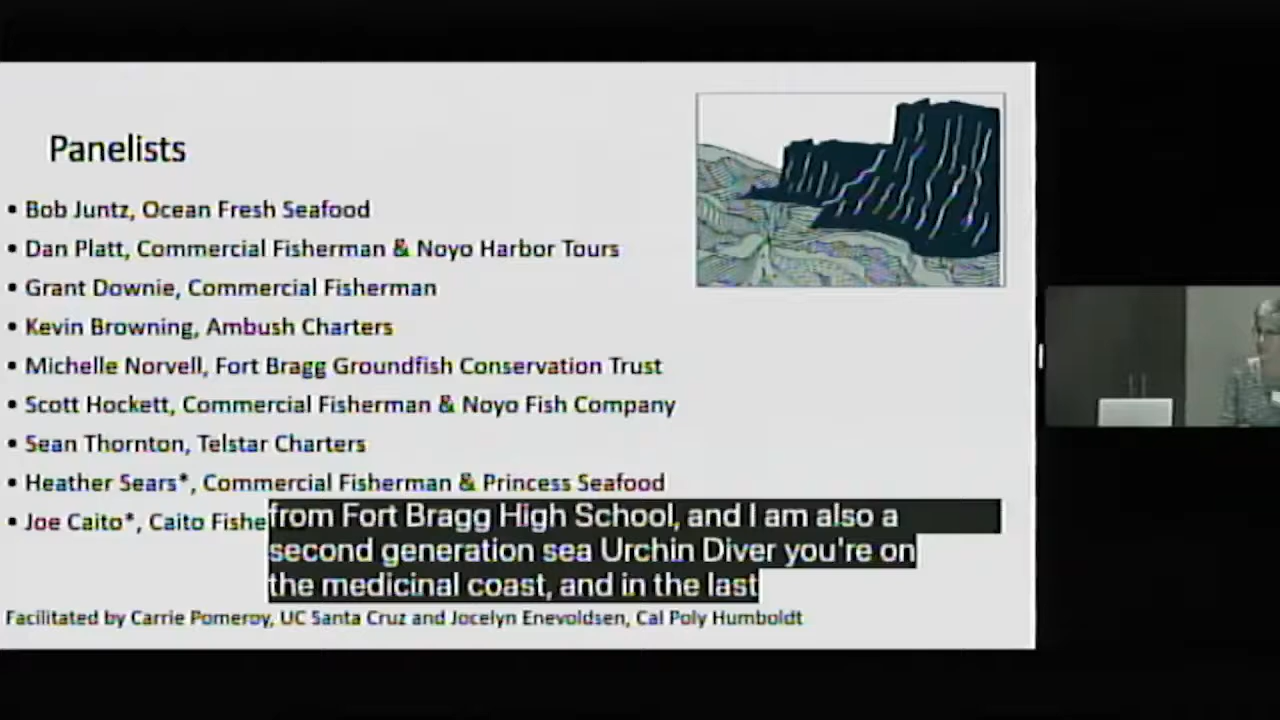 Panelists
• Bob Juntz, Ocean Fresh Seafood
• Dan Platt, Commercial Fisherman & Noyo Harbor Tours
• Grant Downie, Commercial Fisherman
• Kevin Browning, Ambush Charters
• Michelle Norvell, Fort Bragg Groundfish Conservation Trust
• Scott Hockett, Commercial Fisherman & Noyo Fish Company
• Sean Thornton, Telstar Charters
• Heather Sears*, Commercial Fisherman & Princess Seafood
• Joe Caito*, Caito Fishe
from Fort Bragg High School, and I am also a
second generation sea Urchin Diver you're on
the medicinal coast, and in the last
Facilitated by Carrie Pomeroy, UC Santa Cruz and Jocelyn Enevoldsen, Cal Poly Humboldt